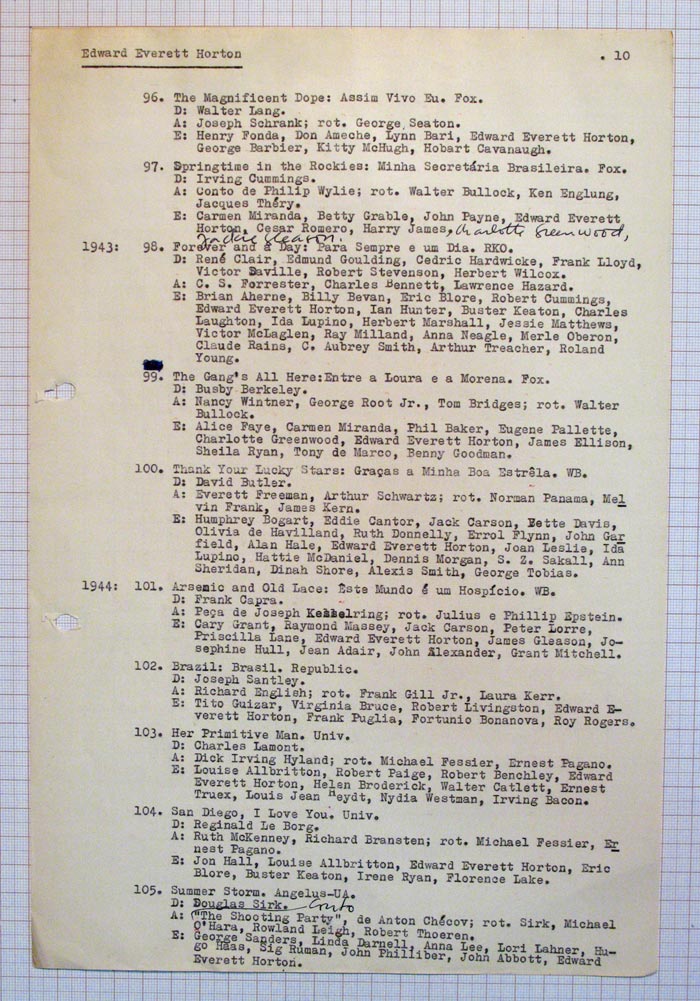 Edward Everett Horton . 10
96. The Magnificent Dope: Assim Vivo Eu. Fox.
D: Walter Lang.
A: Joseph Schrank; rot. George Seaton.
E: Henry Fonda, Don Ameche, Lynn Bari, Edward Everett Horton,
George Barbier, Kitty McHugh, Hobart Cavanaugh.
97. Springtime in the Rockies: Minha Secretária Brasileira. Fox.
D: Irving Cummings.
A: Conto de Philip Wylie; rot. Walter Bullock, Ken Englung,
Jacques Théry.
E: Carmen Miranda, Betty Grable, John Payne, Edward Everett
Horton, Cesar Romero, Harry James, Charlotte Greenwood,
Jackie Gleason.
1943: 98. Forever and a Day: Para Sempre e um Dia. RKO.
D: René Clair, Edmund Goulding, Cedric Hardwicke, Frank Lloyd,
Victor Saville, Robert Stevenson, Herbert Wilcox.
A: C. S. Forrester, Charles Bennett, Lawrence Hazard.
E: Brian Aherne, Billy Bevan, Eric Blore, Robert Cummings,
Edward Everett Horton, Ian Hunter, Buster Keaton, Charles
Laughton, Ida Lupino, Herbert Marshall, Jessie Matthews,
Victor McLaglen, Ray Milland, Anna Neagle, Merle Oberon,
Claude Rains, C. Aubrey Smith, Arthur Treacher, Roland
Young.
99. The Gang's All Here:Entre a Loura e a Morena. Fox.
D: Busby Berkeley.
A: Nancy Wintner, George Root Jr., Tom Bridges; rot. Walter
Bullock.
E: Alice Faye, Carmen Miranda, Phil Baker, Eugene Pallette,
Charlotte Greenwood, Edward Everett Horton, James Ellison,
Sheila Ryan, Tony de Marco, Benny Goodman.
100. Thank Your Lucky Stars: Graças a Minha Boa Estrêla. WB.
D: David Butler.
A: Everett Freeman, Arthur Schwartz; rot. Norman Panama, Mel
vin Frank, James Kern.
E: Humphrey Bogart, Eddie Cantor, Jack Carson, Bette Davis,
Olivia de Havilland, Ruth Donnelly, Errol Flynn, John Gar
field, Alan Hale, Edward Everett Horton, Joan Leslie, Ida
Lupino, Hattie McDaniel, Dennis Morgan, S. Z. Sakall, Ann
Sheridan, Dinah Shore, Alexis Smith, George Tobias.
1944: 101. Arsenic and Old Lace: Êste Mundo é um Hospício. WB.
D: Frank Capra.
A: Peça de Joseph Kesselring; rot. Julius e Phillip Epstein.
E: Cary Grant, Raymond Massey, Jack Carson, Peter Lorre,
Priscilla Lane, Edward Everett Horton, James Gleason, Jo-
sephine Hull, Jean Adair, John Alexander, Grant Mitchell.
102. Brazil: Brasil. Republic.
D: Joseph Santley.
A: Richard English; rot. Frank Gill Jr., Laura Kerr.
E: Tito Guizar, Virginia Bruce, Robert Livingston, Edward E-
verett Horton, Frank Puglia, Fortunio Bonanova, Roy Rogers.
103. Her Primitive Man. Univ.
D: Charles Lamont.
A: Dick Irving Hyland; rot. Michael Fessier, Ernest Pagano.
E: Louise Allbritton, Robert Paige, Robert Benchley, Edward
Everett Horton, Helen Broderick, Walter Catlett, Ernest
Truex, Louis Jean Heydt, Nydia Westman, Irving Bacon.
104. San Diego, I Love You. Univ.
D: Reginald Le Borg.
A: Ruth McKenney, Richard Bransten; rot. Michael Fessier, Er
nest Pagano.
E: Jon Hall, Louise Allbritton, Edward Everett Horton, Eric
Blore, Buster Keaton, Irene Ryan, Florence Lake.
105. Summer Storm. Angelus-UA.
D: Douglas Sirk. Conto
A: "The Shooting Party", de Anton Chécov; rot. Sirk, Michael
O'Hara, Rowland Leigh, Robert Thoeren.
E: George Sanders, Linda Darnell, Anna Lee, Lori Lahner, Hu-
go Haas, Sig Ruman, John Philliber, John Abbott, Edward
Everett Horton.